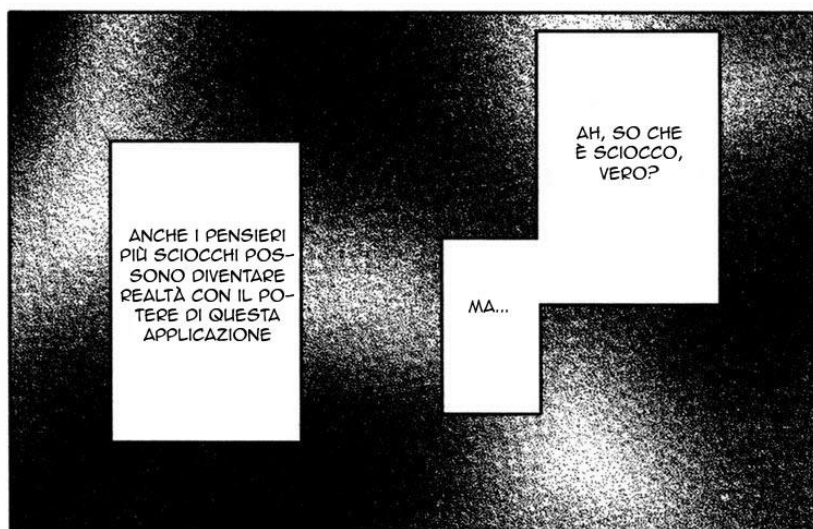 AH, SO CHE
È SCIOCCO,
VERO?
MA...
ANCHE I PENSIERI
PIÙ SCIOCCHI POS-
SONO DIVENTARE
REALTÀ CON IL PO-
TERE DI QUESTA
APPLICAZIONE